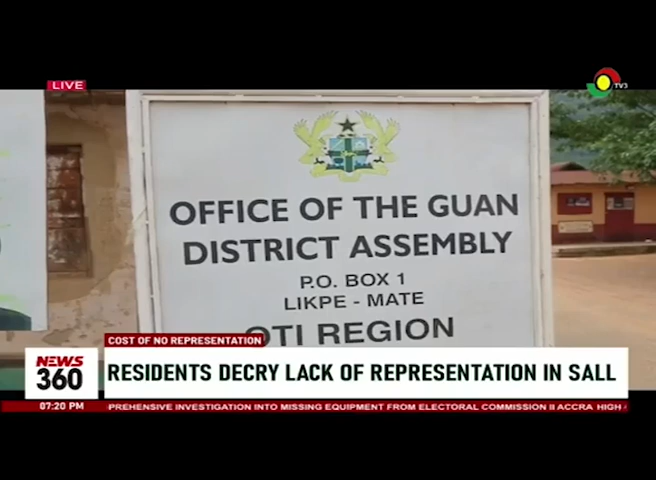 LIVE
TV3
OFFICE OF THE GUAN
DISTRICT ASSEMBLY
P.O. BOX 1
LIKPE - MATE
OTI REGION
COST OF NO REPRESENTATION
NEWS
360
RESIDENTS DECRY LACK OF REPRESENTATION IN SALL
07:20 PM
PREHENSIVE INVESTIGATION INTO MISSING EQUIPMENT FROM ELECTORAL COMMISSION II ACCRA HIGH